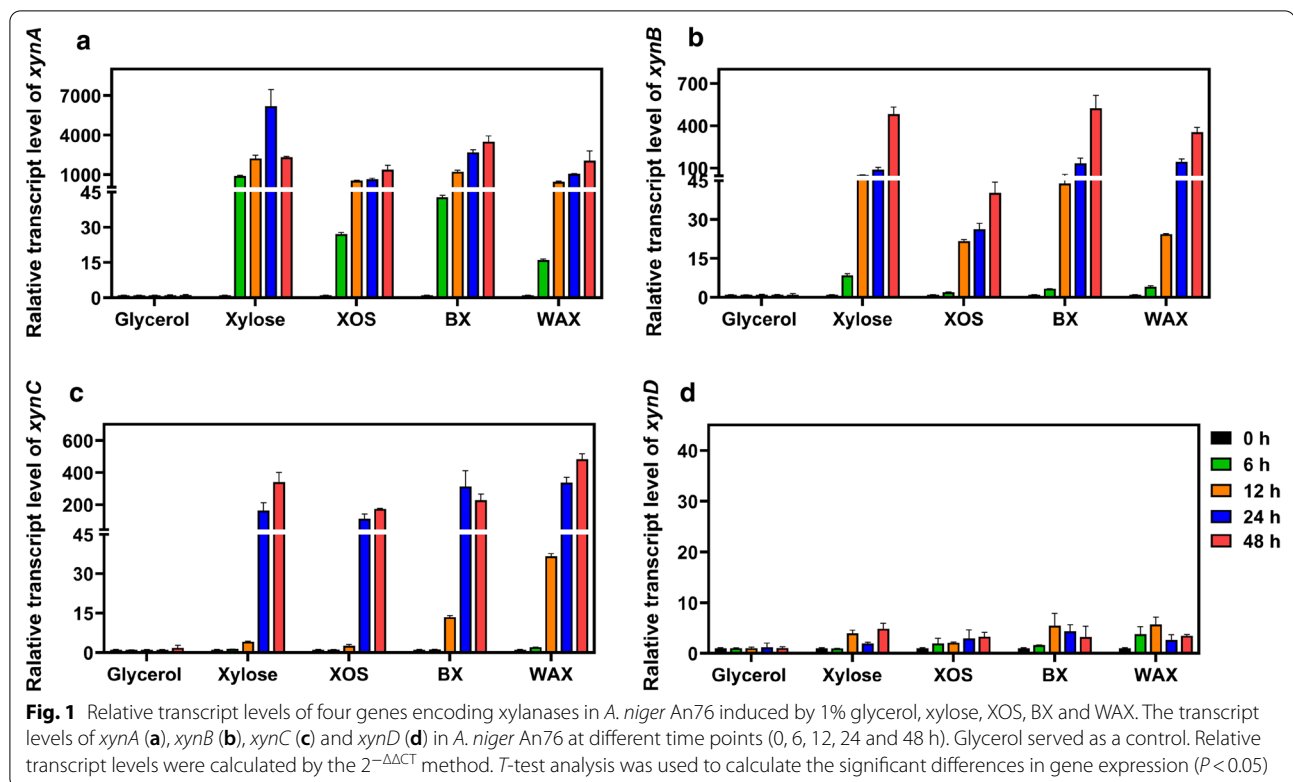 a
Ralative transcript level of xynA
7000
4000
1000
45
30
15
0
Glycerol Xylose XOS BX WAX
b
Ralative transcript level of xynB
700
400
100
45
30
15
0
Glycerol Xylose XOS BX WAX
c
Ralative transcript level of xynC
600
400
200
45
30
15
0
Glycerol Xylose XOS BX WAX
d
Ralative transcript level of xynD
40
30
20
10
0
Glycerol Xylose XOS BX WAX
0 h
6 h
12 h
24 h
48 h
Fig. 1 Relative transcript levels of four genes encoding xylanases in A. niger An76 induced by 1% glycerol, xylose, XOS, BX and WAX. The transcript
levels of xynA (a), xynB (b), xynC (c) and xynD (d) in A. niger An76 at different time points (0, 6, 12, 24 and 48 h). Glycerol served as a control. Relative
transcript levels were calculated by the 2−ΔΔCT method. T-test analysis was used to calculate the significant differences in gene expression (P < 0.05)